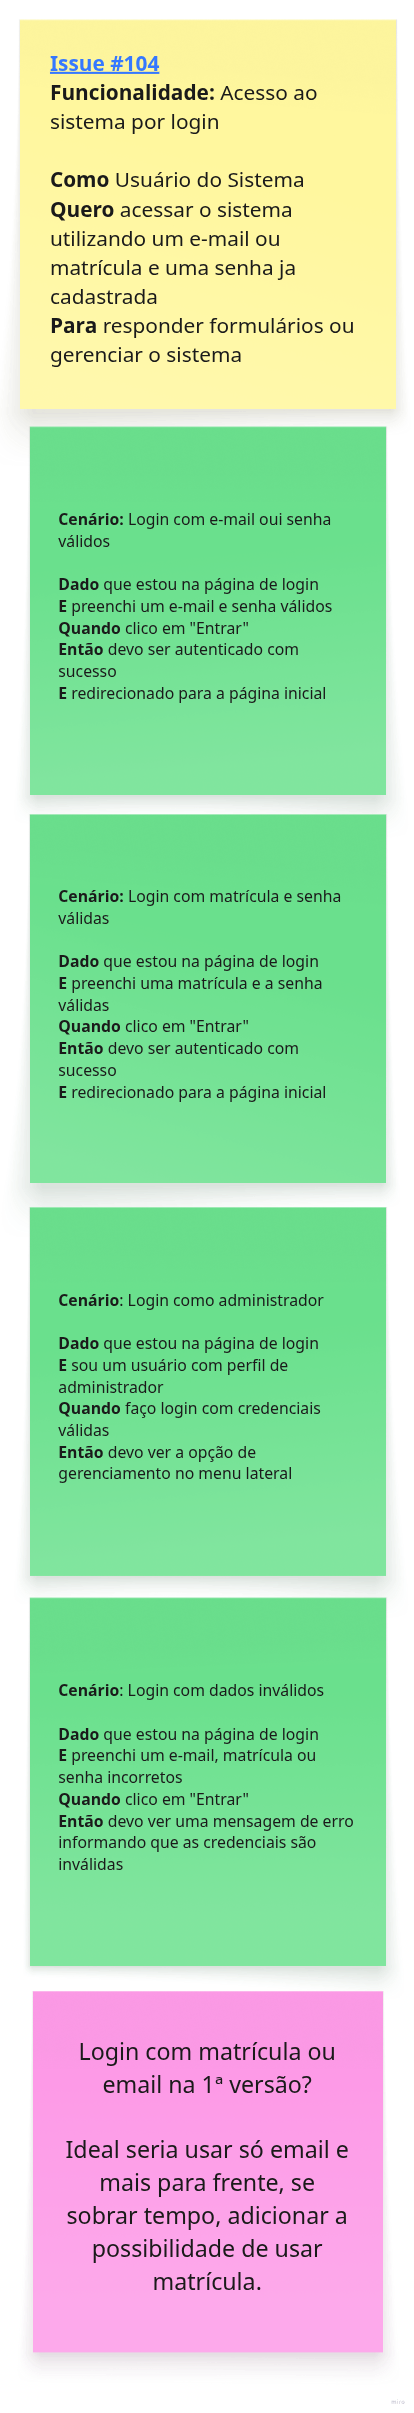 Issue #104
Funcionalidade: Acesso ao
sistema por login
Como Usuário do Sistema
Quero acessar o sistema
utilizando um e-mail ou
matrícula e uma senha ja
cadastrada
Para responder formulários ou
gerenciar o sistema
Cenário: Login com e-mail oui senha
válidos
Dado que estou na página de login
E preenchi um e-mail e senha válidos
Quando clico em "Entrar"
Então devo ser autenticado com
sucesso
E redirecionado para a página inicial
Cenário: Login com matrícula e senha
válidas
Dado que estou na página de login
E preenchi uma matrícula e a senha
válidas
Quando clico em "Entrar"
Então devo ser autenticado com
sucesso
E redirecionado para a página inicial
Cenário: Login como administrador
Dado que estou na página de login
E sou um usuário com perfil de
administrador
Quando faço login com credenciais
válidas
Então devo ver a opção de
gerenciamento no menu lateral
Cenário: Login com dados inválidos
Dado que estou na página de login
E preenchi um e-mail, matrícula ou
senha incorretos
Quando clico em "Entrar"
Então devo ver uma mensagem de erro
informando que as credenciais são
inválidas
Login com matrícula ou
email na 1ª versão?
Ideal seria usar só email e
mais para frente, se
sobrar tempo, adicionar a
possibilidade de usar
matrícula.
miro